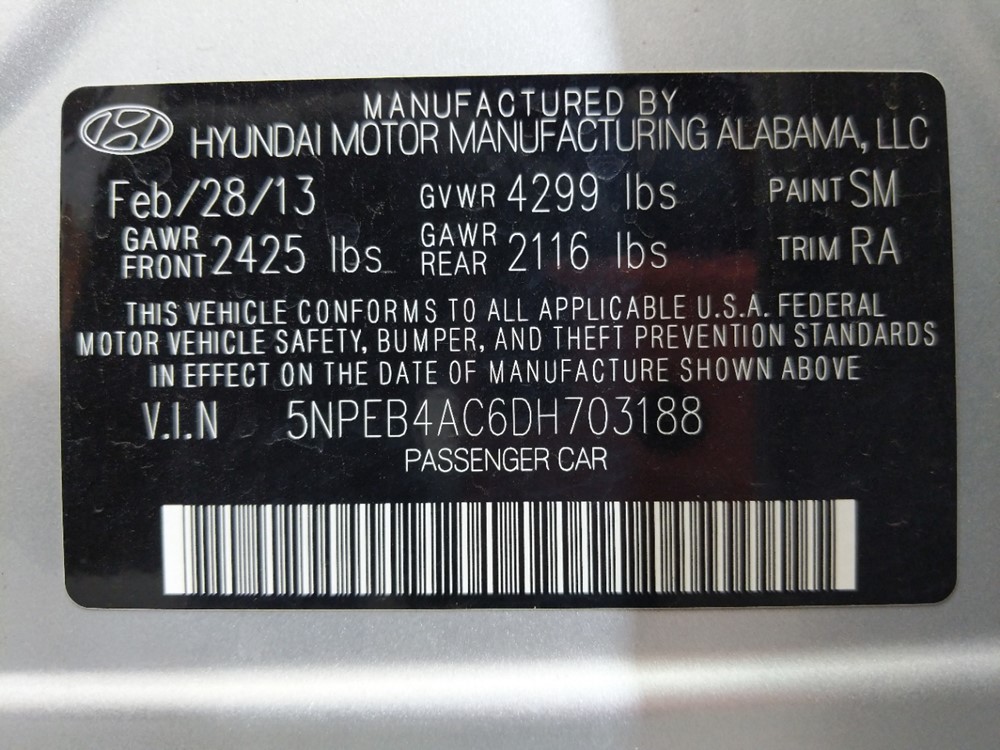 MANUFACTURED BY
HYUNDAI MOTOR MANUFACTURING ALABAMA, LLC
Feb/28/13 GVWR 4299 lbs PAINT SM
GAWR FRONT 2425 lbs GAWR REAR 2116 lbs TRIM RA
THIS VEHICLE CONFORMS TO ALL APPLICABLE U.S.A. FEDERAL
MOTOR VEHICLE SAFETY, BUMPER, AND THEFT PREVENTION STANDARDS
IN EFFECT ON THE DATE OF MANUFACTURE SHOWN ABOVE
V.I.N 5NPEB4AC6DH703188
PASSENGER CAR